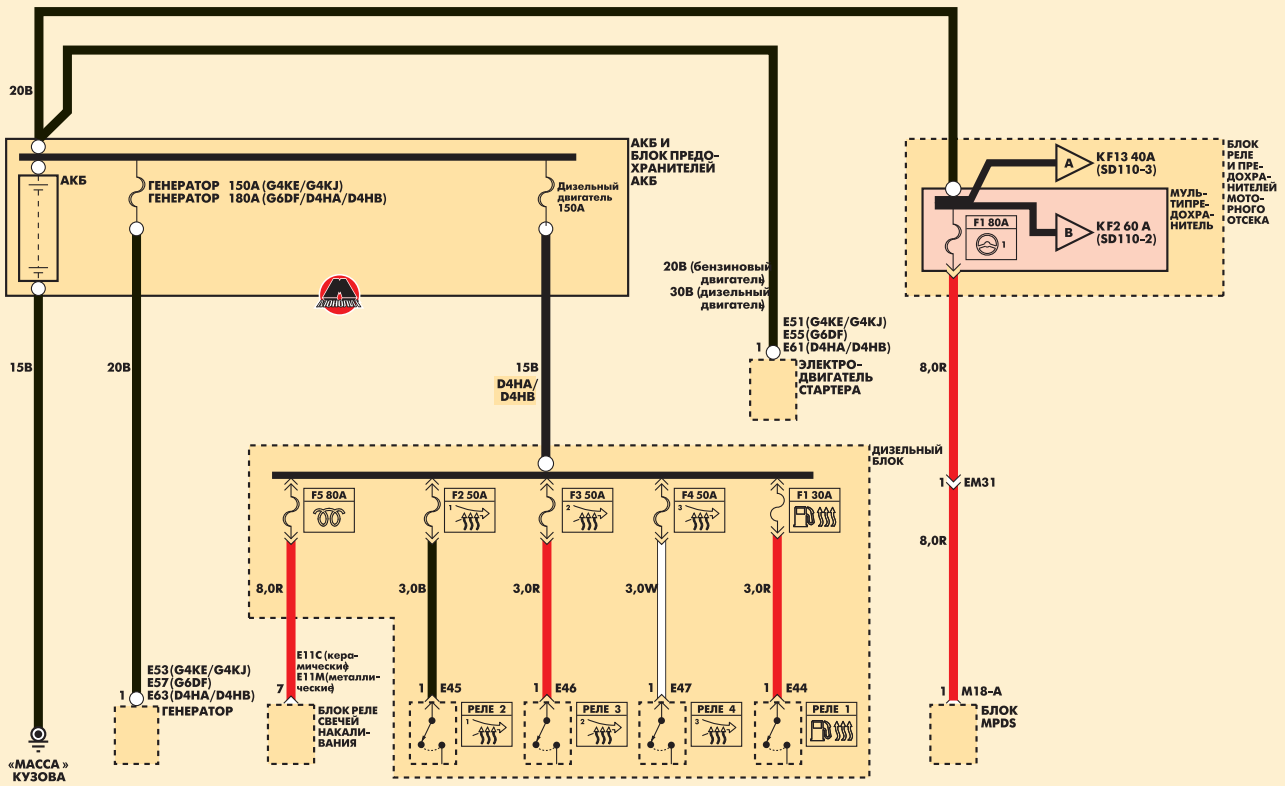 20B
АКБ И
БЛОК ПРЕДО-
ХРАНИТЕЛЕЙ
АКБ
АКБ
ГЕНЕРАТОР 150А (G4KE/G4KJ)
ГЕНЕРАТОР 180А (G6DF/D4HA/D4HB)
Дизельный
двигатель
150А
20В (бензиновый
двигатель)
30В (дизельный
двигатель)
БЛОК
РЕЛЕ
И ПРЕ-
ДОХРА-
НИТЕЛЕЙ
МОТО-
РНОГО
ОТСЕКА
A
KF13 40A
(SD110-3)
МУЛЬ-
ТИПРЕ-
ДОХРА-
НИТЕЛЬ
F1 80A
1
B
KF2 60 A
(SD110-2)
15B
20B
15B
D4HA/
D4HB
E51(G4KE/G4KJ)
E55(G6DF)
1 E61(D4HA/D4HB)
ЭЛЕКТРО-
ДВИГАТЕЛЬ
СТАРТЕРА
8,0R
ДИЗЕЛЬНЫЙ
БЛОК
1 EM31
8,0R
F5 80A
F2 50A
1
F3 50A
2
F4 50A
3
F1 30A
8,0R
3,0B
3,0R
3,0W
3,0R
E11C (кера-
мические)
E11M(металли-
ческие)
7
E53(G4KE/G4KJ)
E57(G6DF)
1 E63(D4HA/D4HB)
ГЕНЕРАТОР
БЛОК РЕЛЕ
СВЕЧЕЙ
НАКАЛИ-
ВАНИЯ
1 E45
РЕЛЕ 2
1
1 E46
РЕЛЕ 3
2
1 E47
РЕЛЕ 4
3
1 E44
РЕЛЕ 1
1 M18-A
БЛОК
MPDS
«МАССА»
КУЗОВА